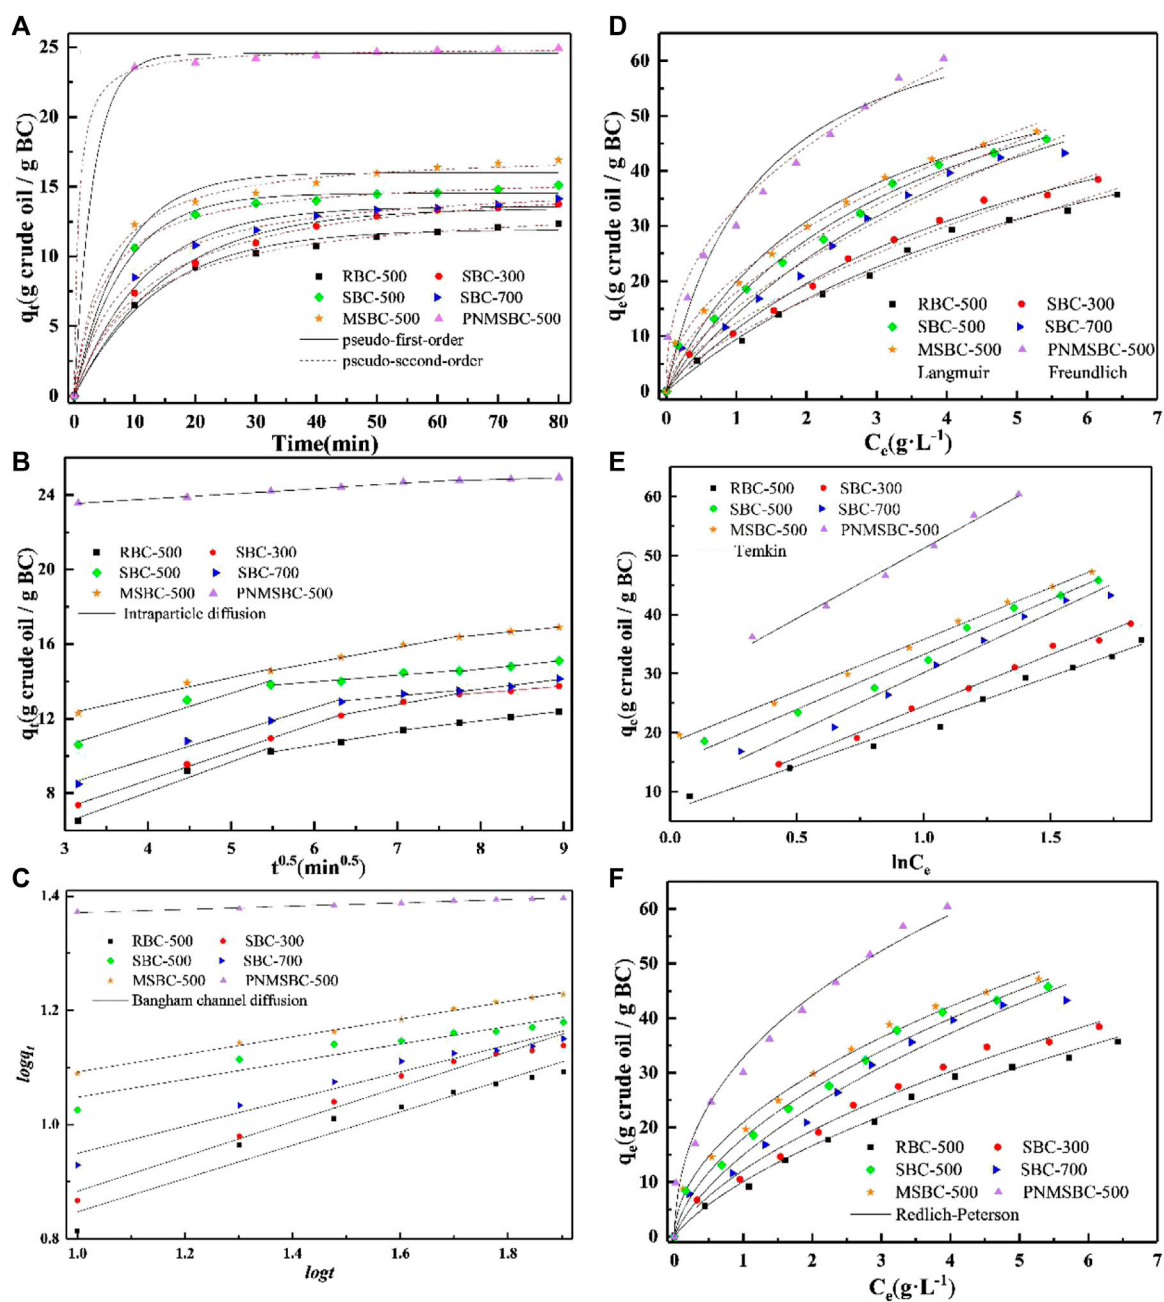 A
q_t(g crude oil / g BC)
25
20
15
10
5
0
RBC-500 SBC-300
SBC-500 SBC-700
MSBC-500 PNMSBC-500
pseudo-first-order
pseudo-second-order
0 10 20 30 40 50 60 70 80
Time(min)
B
q_t(g crude oil / g BC)
24
20
16
12
8
RBC-500 SBC-300
SBC-500 SBC-700
MSBC-500 PNMSBC-500
Intraparticle diffusion
3 4 5 6 7 8 9
t^0.5(min^0.5)
C
logq_t
1.4
1.2
1.0
0.8
RBC-500 SBC-300
SBC-500 SBC-700
MSBC-500 PNMSBC-500
Bangham channel diffusion
1.0 1.2 1.4 1.6 1.8
logt
D
q_e(g crude oil / g BC)
60
50
40
30
20
10
0
RBC-500 SBC-300
SBC-500 SBC-700
MSBC-500 PNMSBC-500
Langmuir Freundlich
0 1 2 3 4 5 6 7
C_e(g·L^-1)
E
q_e(g crude oil / g BC)
60
50
40
30
20
10
RBC-500 SBC-300
SBC-500 SBC-700
MSBC-500 PNMSBC-500
Temkin
0.0 0.5 1.0 1.5
lnC_e
F
q_e(g crude oil / g BC)
60
50
40
30
20
10
0
RBC-500 SBC-300
SBC-500 SBC-700
MSBC-500 PNMSBC-500
Redlich-Peterson
0 1 2 3 4 5 6 7
C_e(g·L^-1)